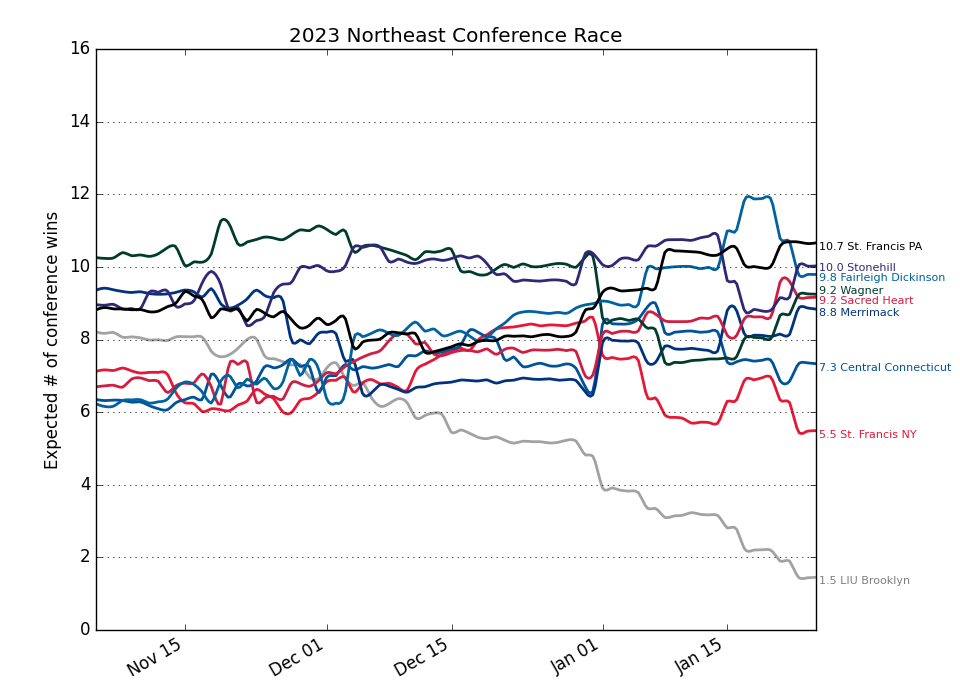 2023 Northeast Conference Race
Expected # of conference wins
16
14
12
10
8
6
4
2
0
Nov 15
Dec 01
Dec 15
Jan 01
Jan 15
10.7 St. Francis PA
10.0 Stonehill
9.8 Fairleigh Dickinson
9.2 Wagner
9.2 Sacred Heart
8.8 Merrimack
7.3 Central Connecticut
5.5 St. Francis NY
1.5 LIU Brooklyn